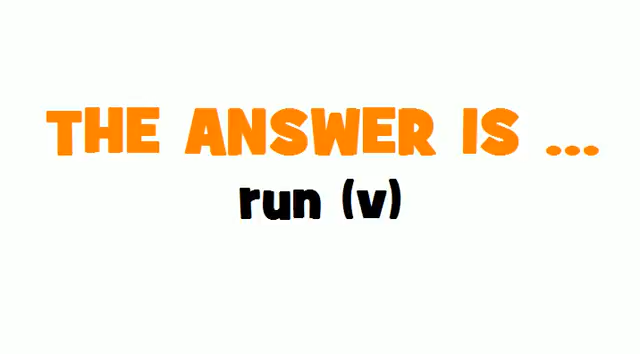 THE ANSWER IS ...
run (v)